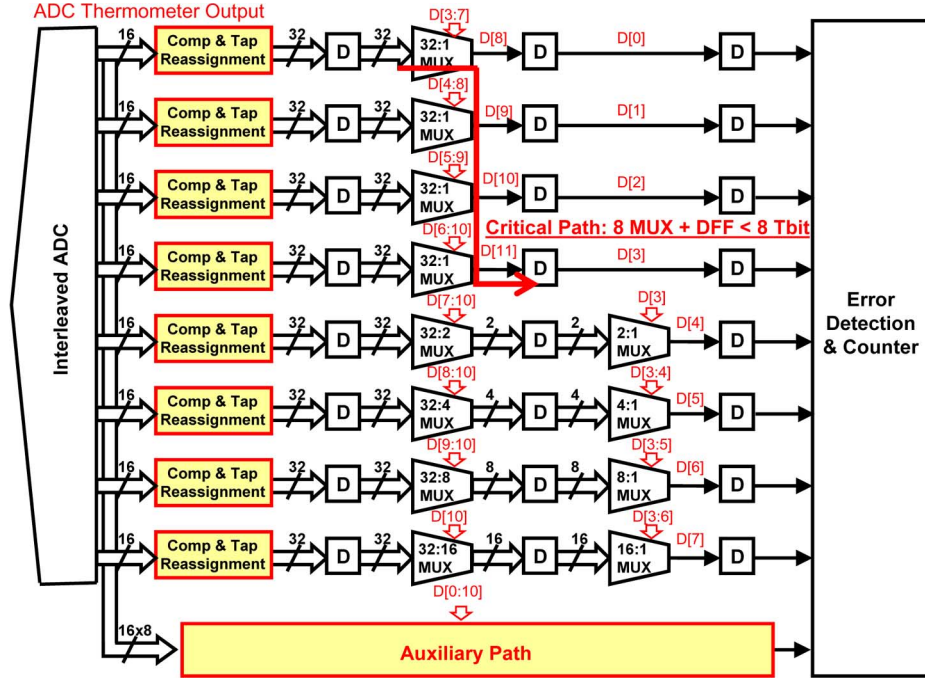 ADC Thermometer Output
Interleaved ADC
16 Comp & Tap Reassignment 32 D 32 D[3:7] 32:1 MUX D[8] D D[0] D
16 Comp & Tap Reassignment 32 D 32 D[4:8] 32:1 MUX D[9] D D[1] D
16 Comp & Tap Reassignment 32 D 32 D[5:9] 32:1 MUX D[10] D D[2] D
Critical Path: 8 MUX + DFF < 8 Tbit
16 Comp & Tap Reassignment 32 D 32 D[6:10] 32:1 MUX D[11] D D[3] D
16 Comp & Tap Reassignment 32 D 32 D[7:10] 32:2 MUX 2 D 2 D[3] 2:1 MUX D[4] D
16 Comp & Tap Reassignment 32 D 32 D[8:10] 32:4 MUX 4 D 4 D[3:4] 4:1 MUX D[5] D
16 Comp & Tap Reassignment 32 D 32 D[9:10] 32:8 MUX 8 D 8 D[3:5] 8:1 MUX D[6] D
16 Comp & Tap Reassignment 32 D 32 D[10] 32:16 MUX 16 D 16 D[3:6] 16:1 MUX D[7] D
D[0:10]
16x8
Auxiliary Path
Error
Detection
& Counter